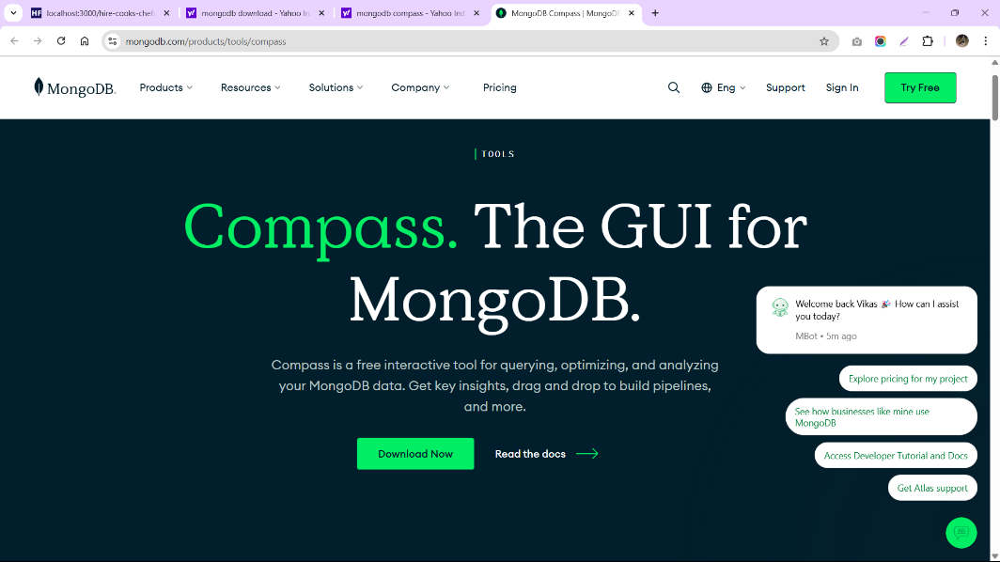 localhost:3000/hire-cooks-chefs
mongodb download - Yahoo In
mongodb compass - Yahoo Ind
MongoDB Compass | MongoDB
mongodb.com/products/tools/compass
MongoDB.
Products
Resources
Solutions
Company
Pricing
Eng
Support
Sign In
Try Free
TOOLS
Compass. The GUI for
MongoDB.
Compass is a free interactive tool for querying, optimizing, and analyzing
your MongoDB data. Get key insights, drag and drop to build pipelines,
and more.
Download Now
Read the docs
Welcome back Vikas 🎉 How can I assist
you today?
MBot • 5m ago
Explore pricing for my project
See how businesses like mine use
MongoDB
Access Developer Tutorial and Docs
Get Atlas support